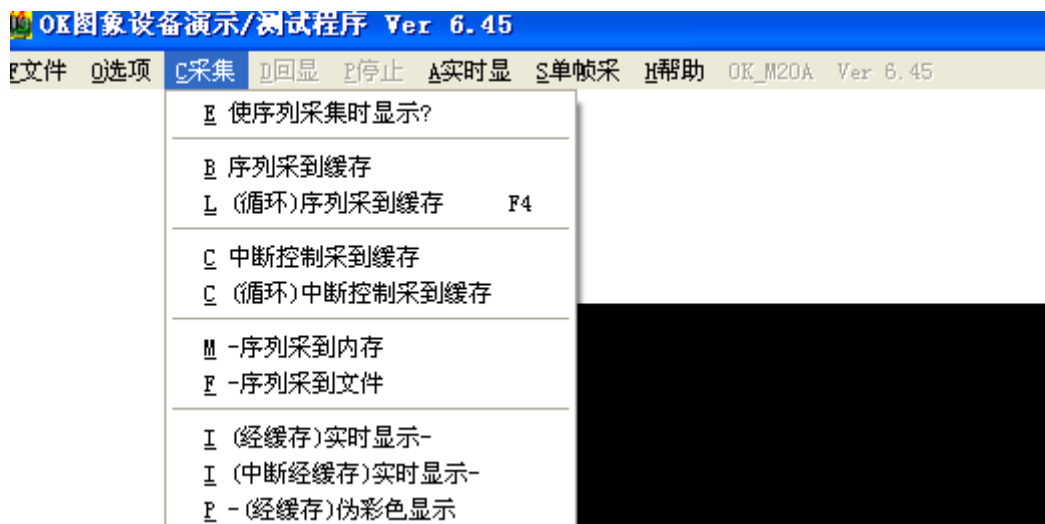 OK图象设备演示/测试程序 Ver 6.45
F文件 O选项 C采集 D回显 P停止 A实时显 S单帧采 H帮助 OK_M20A Ver 6.45
E 使序列采集时显示?
B 序列采到缓存
L (循环)序列采到缓存 F4
C 中断控制采到缓存
C (循环)中断控制采到缓存
M -序列采到内存
F -序列采到文件
I (经缓存)实时显示-
I (中断经缓存)实时显示-
P -(经缓存)伪彩色显示